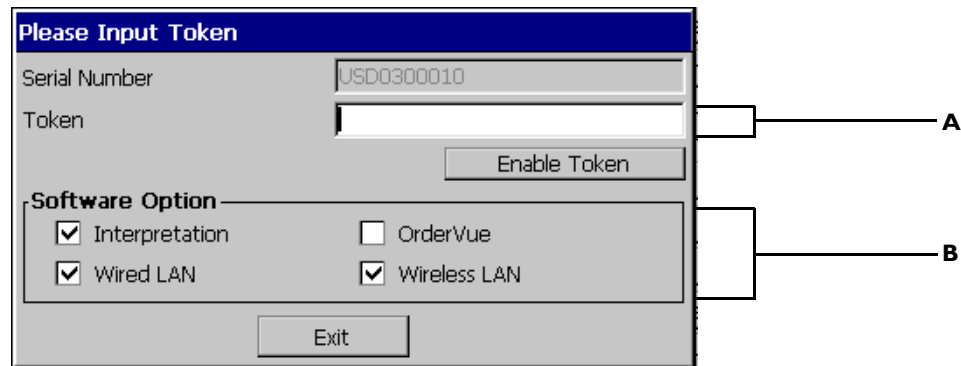 Please Input Token
Serial Number USD0300010
Token
A
Enable Token
Software Option
Interpretation OrderVue
B
Wired LAN Wireless LAN
Exit